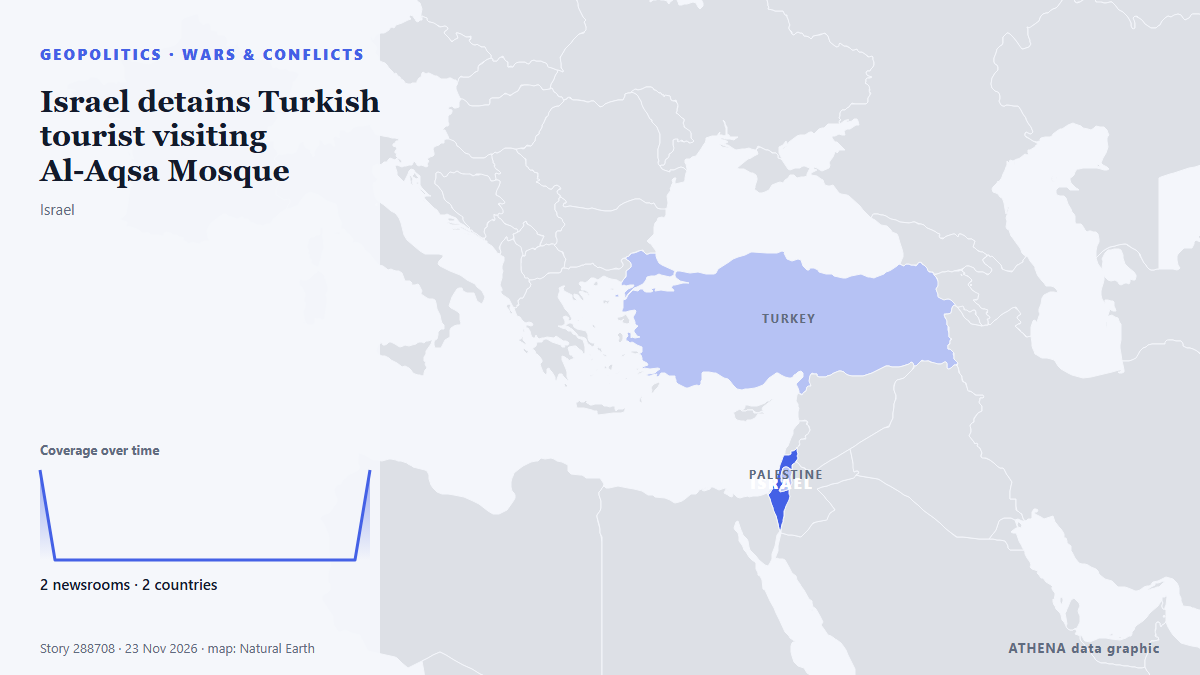 GEOPOLITICS · WARS & CONFLICTS
Israel detains Turkish
tourist visiting
Al-Aqsa Mosque
Israel
TURKEY
PALESTINE
ISRAEL
Coverage over time
2 newsrooms · 2 countries
Story 288708 · 23 Nov 2026 · map: Natural Earth
ATHENA data graphic